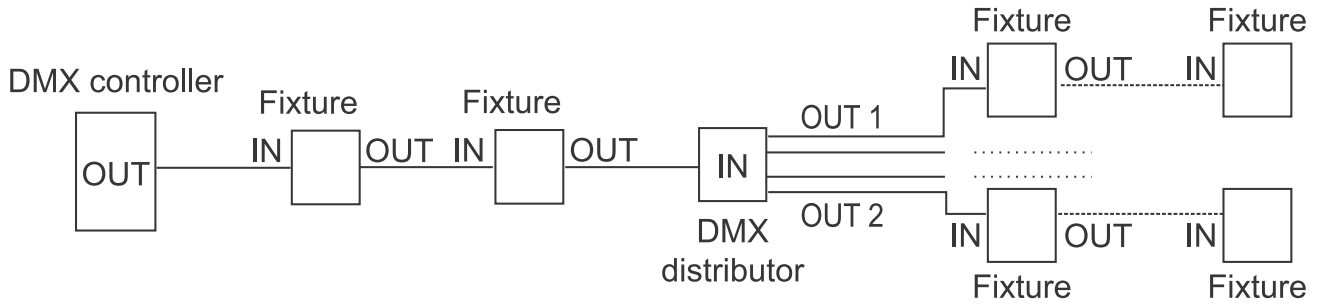 Fixture
Fixture
IN
OUT
IN
DMX controller
Fixture
Fixture
OUT 1
OUT
IN
OUT
IN
OUT
IN
OUT 2
DMX
distributor
IN
OUT
IN
Fixture
Fixture